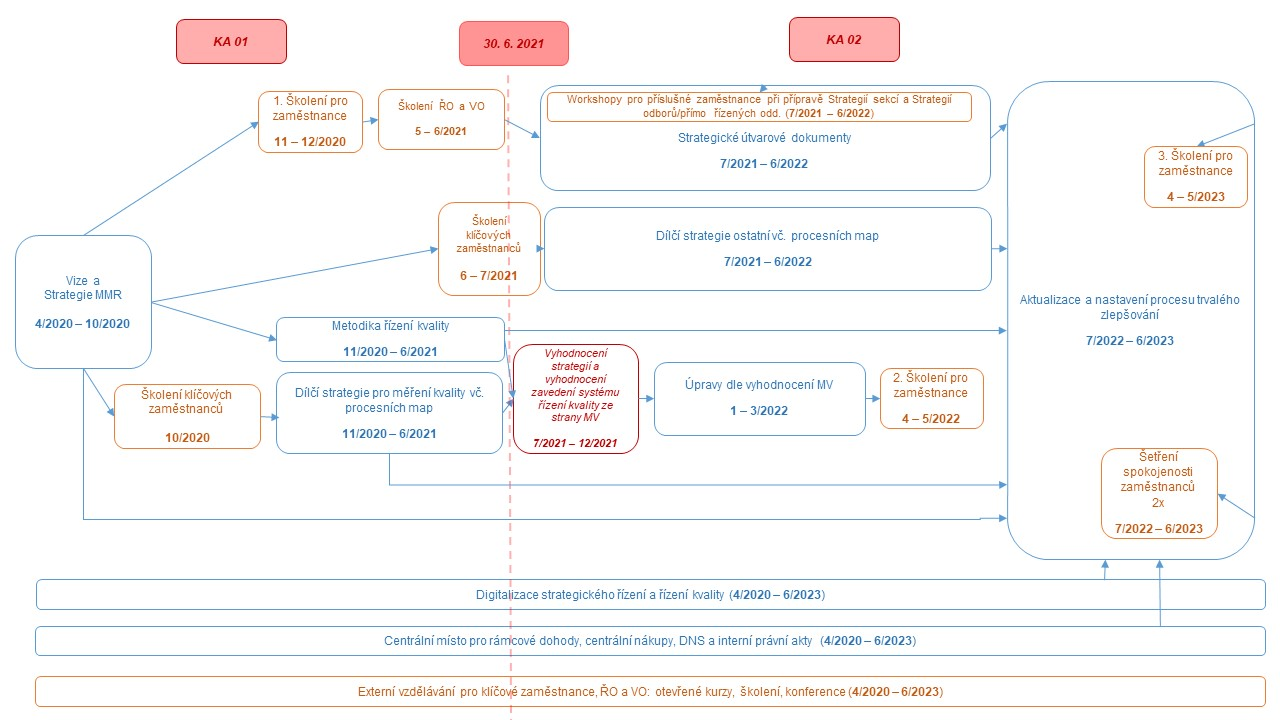 KA 01
30. 6. 2021
KA 02
1. Školení pro
zaměstnance
11 – 12/2020
Školení ŘO a VO
5 – 6/2021
Workshopy pro příslušné zaměstnance při přípravě Strategií sekcí a Strategií
odborů/přímo řízených odd. (7/2021 – 6/2022)
Strategické útvarové dokumenty
7/2021 – 6/2022
3. Školení pro
zaměstnance
4 – 5/2023
Školení
klíčových
zaměstnanců
6 – 7/2021
Dílčí strategie ostatní vč. procesních map
7/2021 – 6/2022
Vize a
Strategie MMR
4/2020 – 10/2020
Aktualizace a nastavení procesu trvalého
zlepšování
7/2022 – 6/2023
Metodika řízení kvality
11/2020 – 6/2021
Školení klíčových
zaměstnanců
10/2020
Dílčí strategie pro měření kvality vč.
procesních map
11/2020 – 6/2021
Vyhodnocení
strategií a
vyhodnocení
zavedení systému
řízení kvality ze
strany MV
7/2021 – 12/2021
Úpravy dle vyhodnocení MV
1 – 3/2022
2. Školení pro
zaměstnance
4 – 5/2022
Šetření
spokojenosti
zaměstnanců
2x
7/2022 – 6/2023
Digitalizace strategického řízení a řízení kvality (4/2020 – 6/2023)
Centrální místo pro rámcové dohody, centrální nákupy, DNS a interní právní akty (4/2020 – 6/2023)
Externí vzdělávání pro klíčové zaměstnance, ŘO a VO: otevřené kurzy, školení, konference (4/2020 – 6/2023)